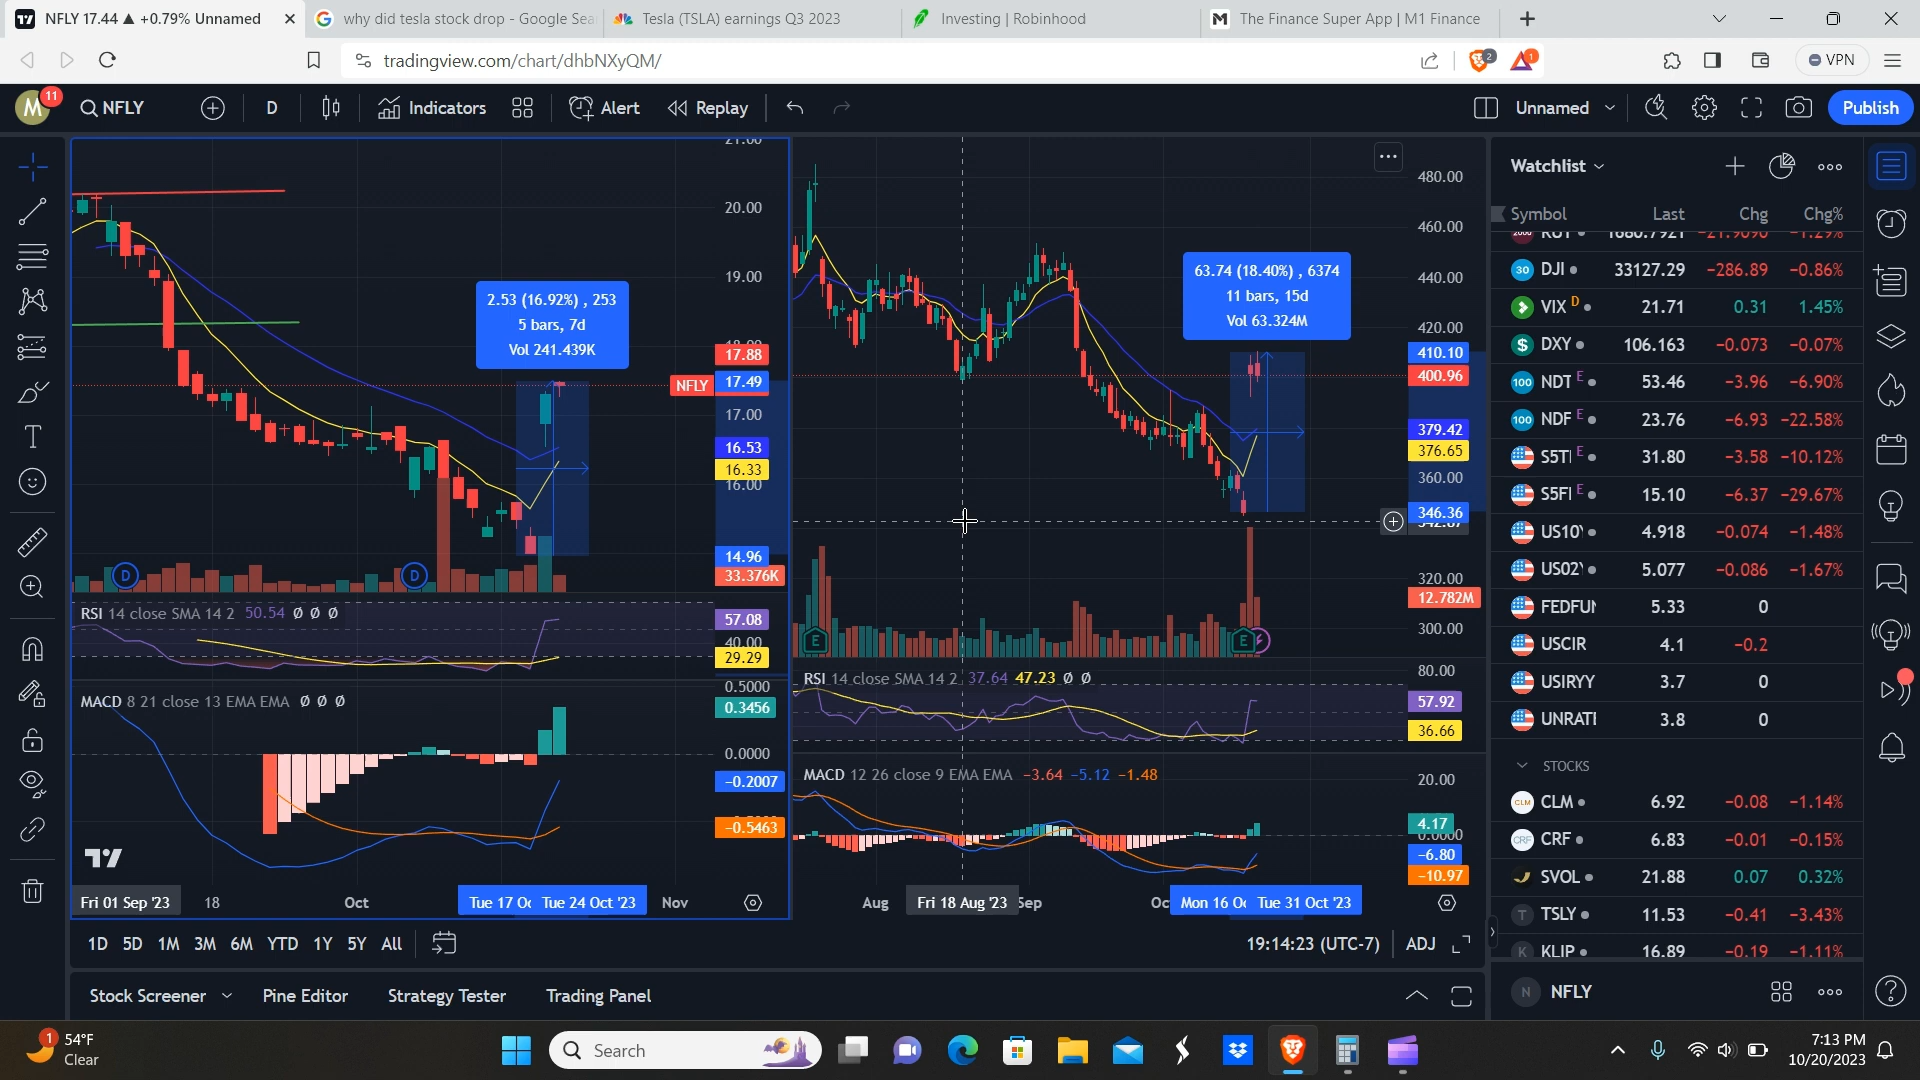 NFLY 17.44 ▲ +0.79% Unnamed
why did tesla stock drop - Google Sea
Tesla (TSLA) earnings Q3 2023
Investing | Robinhood
The Finance Super App | M1 Finance
tradingview.com/chart/dhbNXyQM/
2
1
VPN
M
11
NFLY
D
Indicators
Alert
Replay
Unnamed
Publish
21.00
20.00
19.00
2.53 (16.92%) , 253
5 bars, 7d
Vol 241.439K
17.88
NFLY
17.49
17.00
16.53
16.33
16.00
14.96
33.376K
D
D
RSI 14 close SMA 14 2 50.54 Ø Ø Ø
57.08
40.00
29.29
MACD 8 21 close 13 EMA EMA Ø Ø Ø
0.5000
0.3456
0.0000
-0.2007
-0.5463
Fri 01 Sep '23
18
Oct
Tue 17 Oc
Tue 24 Oct '23
Nov
480.00
460.00
440.00
63.74 (18.40%) , 6374
11 bars, 15d
Vol 63.324M
420.00
410.10
400.96
379.42
376.65
360.00
346.36
320.00
12.782M
300.00
E
E
RSI 14 close SMA 14 2 37.64 47.23 Ø Ø
80.00
57.92
36.66
MACD 12 26 close 9 EMA EMA -3.64 -5.12 -1.48
20.00
4.17
-6.80
-10.97
Aug
Fri 18 Aug '23
Sep
Oc
Mon 16 Oc
Tue 31 Oct '23
1D 5D 1M 3M 6M YTD 1Y 5Y All
19:14:23 (UTC-7)
ADJ
Stock Screener
Pine Editor
Strategy Tester
Trading Panel
Watchlist
Symbol Last Chg Chg%
DJI 33127.29 -286.89 -0.86%
VIX D 21.71 0.31 1.45%
DXY 106.163 -0.073 -0.07%
NDT E 53.46 -3.96 -6.90%
NDF E 23.76 -6.93 -22.58%
S5TI E 31.80 -3.58 -10.12%
S5FI E 15.10 -6.37 -29.67%
US10Y 4.918 -0.074 -1.48%
US02Y 5.077 -0.086 -1.67%
FEDFUN 5.33 0
USCIR 4.1 -0.2
USIRYY 3.7 0
UNRATE 3.8 0
STOCKS
CLM 6.92 -0.08 -1.14%
CRF 6.83 -0.01 -0.15%
SVOL 21.88 0.07 0.32%
TSLY 11.53 -0.41 -3.43%
KLIP 16.89 -0.19 -1.11%
N NFLY
1
54°F
Clear
Search
7:13 PM
10/20/2023